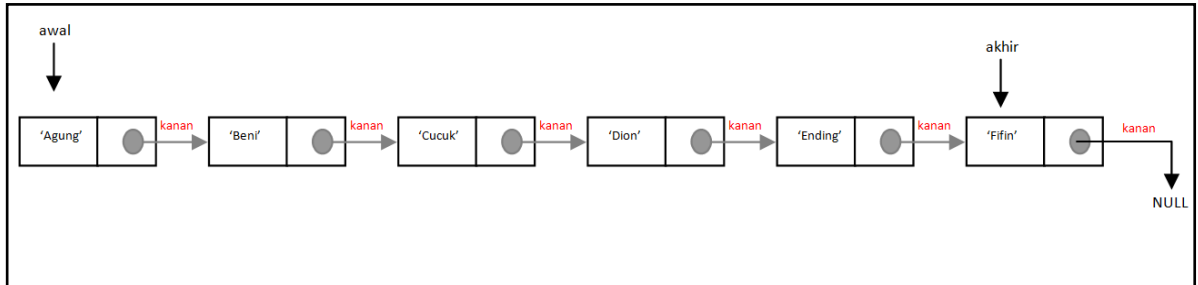 awal
akhir
‘Agung’
kanan
‘Beni’
kanan
‘Cucuk’
kanan
‘Dion’
kanan
‘Ending’
kanan
‘Fifin’
kanan
NULL